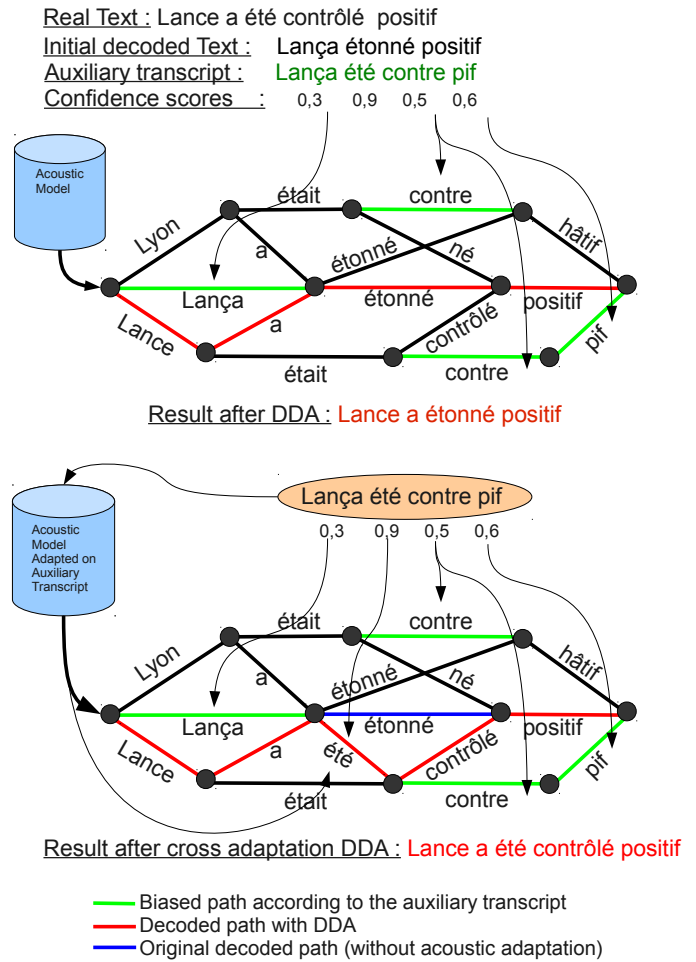 Real Text : Lance a été contrôlé positif
Initial decoded Text : Lança étonné positif
Auxiliary transcript : Lança été contre pif
Confidence scores : 0,3 0,9 0,5 0,6
Acoustic
Model
était
contre
Lyon
a
étonné
né
hâtif
Lança
étonné
positif
Lance
a
contrôlé
pif
était
contre
Result after DDA : Lance a étonné positif
Lança été contre pif
0,3 0,9 0,5 0,6
Acoustic
Model
Adapted on
Auxiliary
Transcript
était
contre
Lyon
a
étonné
né
hâtif
Lança
étonné
positif
Lance
a
été
contrôlé
pif
était
contre
Result after cross adaptation DDA : Lance a été contrôlé positif
Biased path according to the auxiliary transcript
Decoded path with DDA
Original decoded path (without acoustic adaptation)